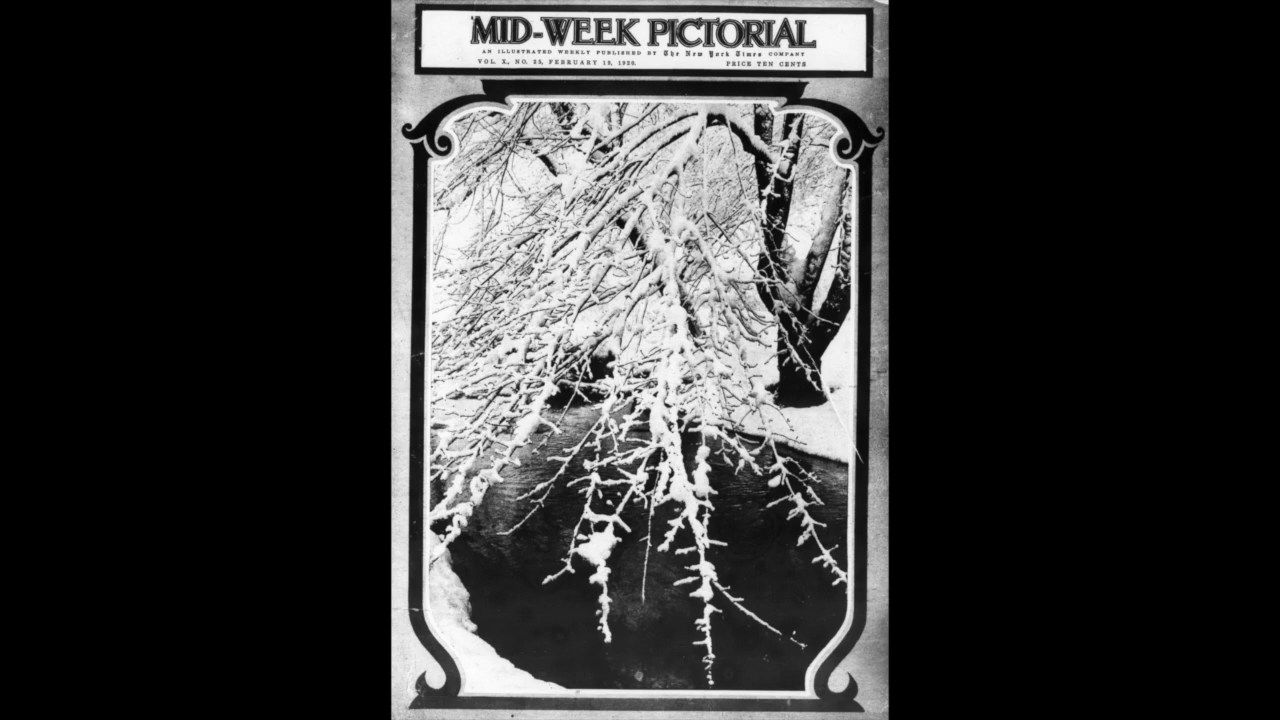 MID-WEEK PICTORIAL
AN ILLUSTRATED WEEKLY PUBLISHED BY The New York Times COMPANY
VOL. X., NO. 25, FEBRUARY 19, 1920.
PRICE TEN CENTS